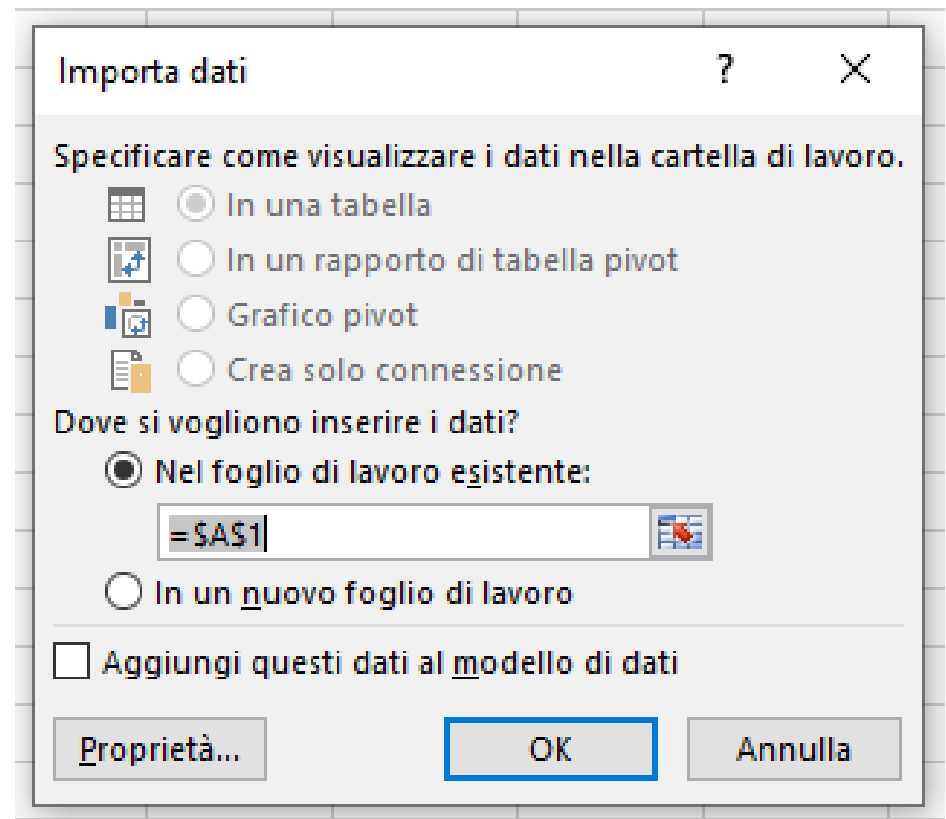 Importa dati ?
Specificare come visualizzare i dati nella cartella di lavoro.
In una tabella
In un rapporto di tabella pivot
Grafico pivot
Crea solo connessione
Dove si vogliono inserire i dati?
Nel foglio di lavoro esistente:
=$A$1
In un nuovo foglio di lavoro
Aggiungi questi dati al modello di dati
Proprietà... OK Annulla